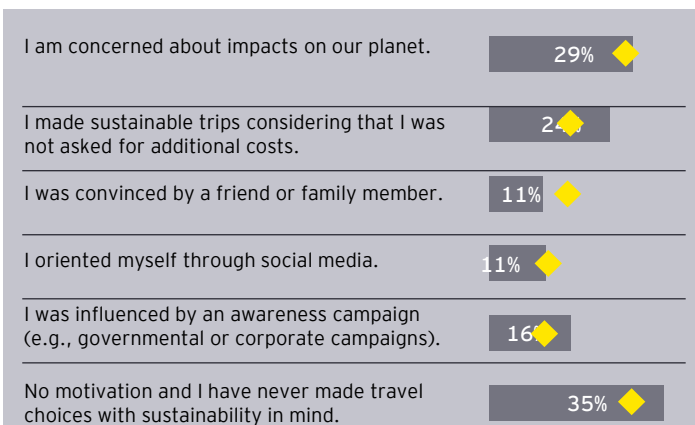 I am concerned about impacts on our planet.
29%
I made sustainable trips considering that I was
not asked for additional costs.
24%
I was convinced by a friend or family member.
11%
I oriented myself through social media.
11%
I was influenced by an awareness campaign
(e.g., governmental or corporate campaigns).
16%
No motivation and I have never made travel
choices with sustainability in mind.
35%